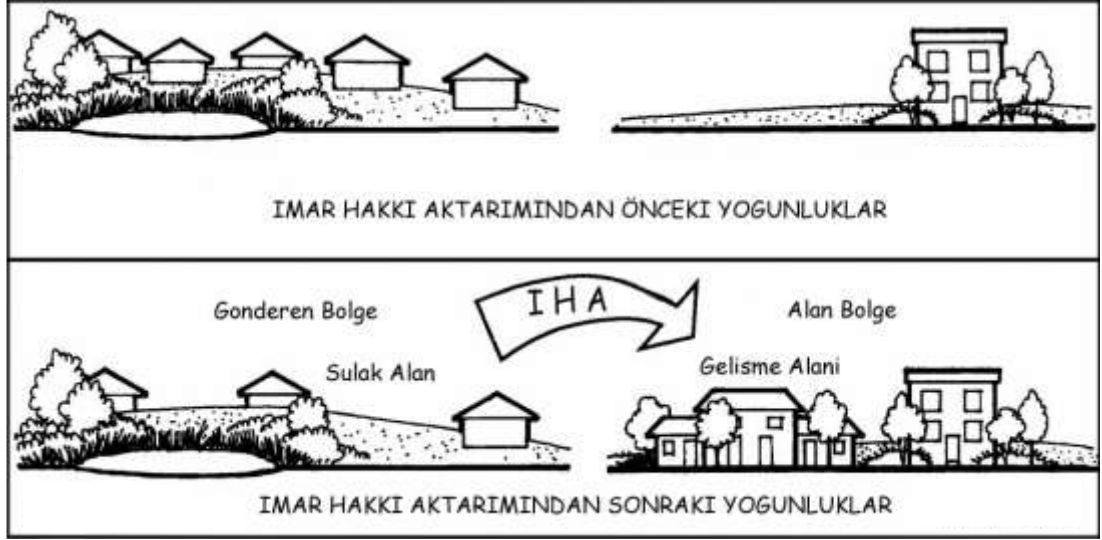 IMAR HAKKI AKTARIMINDAN ÖNCEKI YOGUNLUKLAR
Gonderen Bolge
IHA
Alan Bolge
Sulak Alan
Gelisme Alani
IMAR HAKKI AKTARIMINDAN SONRAKI YOGUNLUKLAR